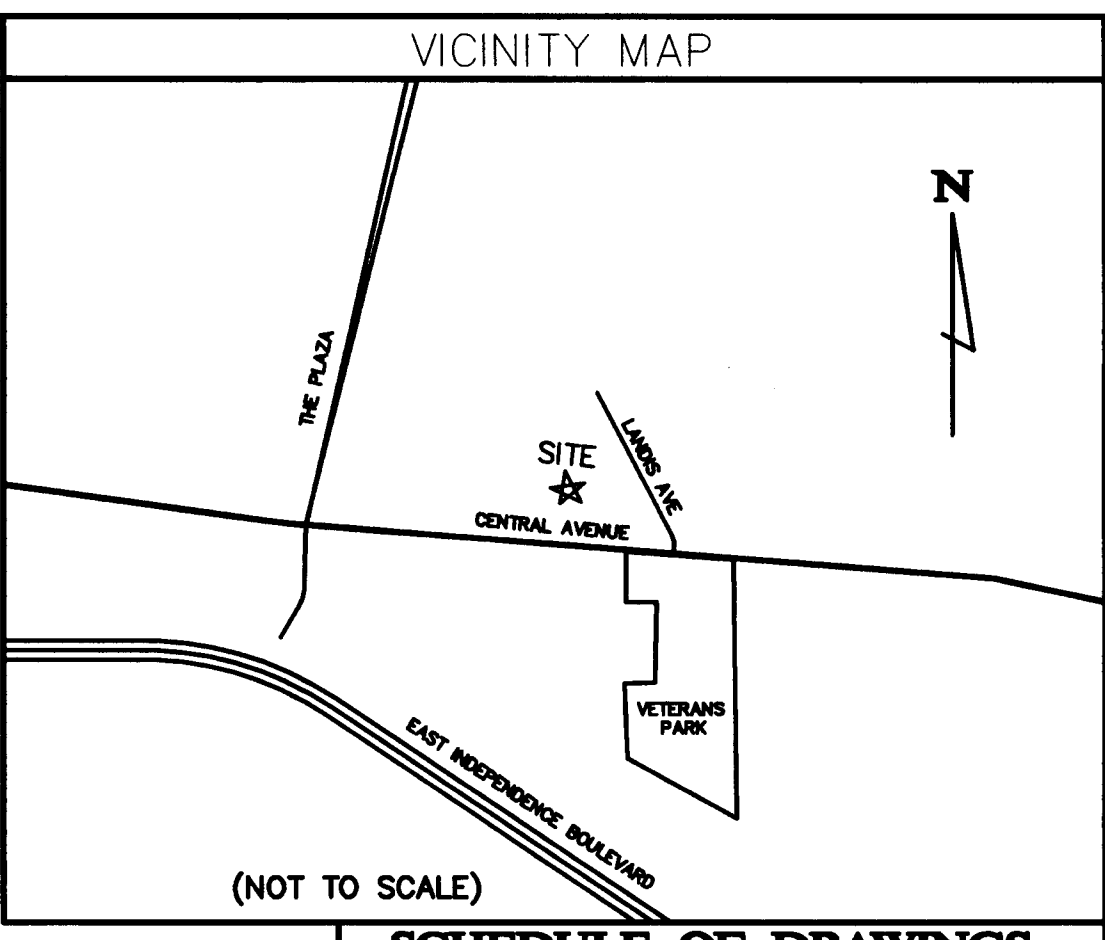 VICINITY MAP
N
THE PLAZA
LANDIS AVE
SITE
CENTRAL AVENUE
VETERANS
PARK
EAST INDEPENDENCE BOULEVARD
(NOT TO SCALE)
SCHEDULE OF DRAWINGS